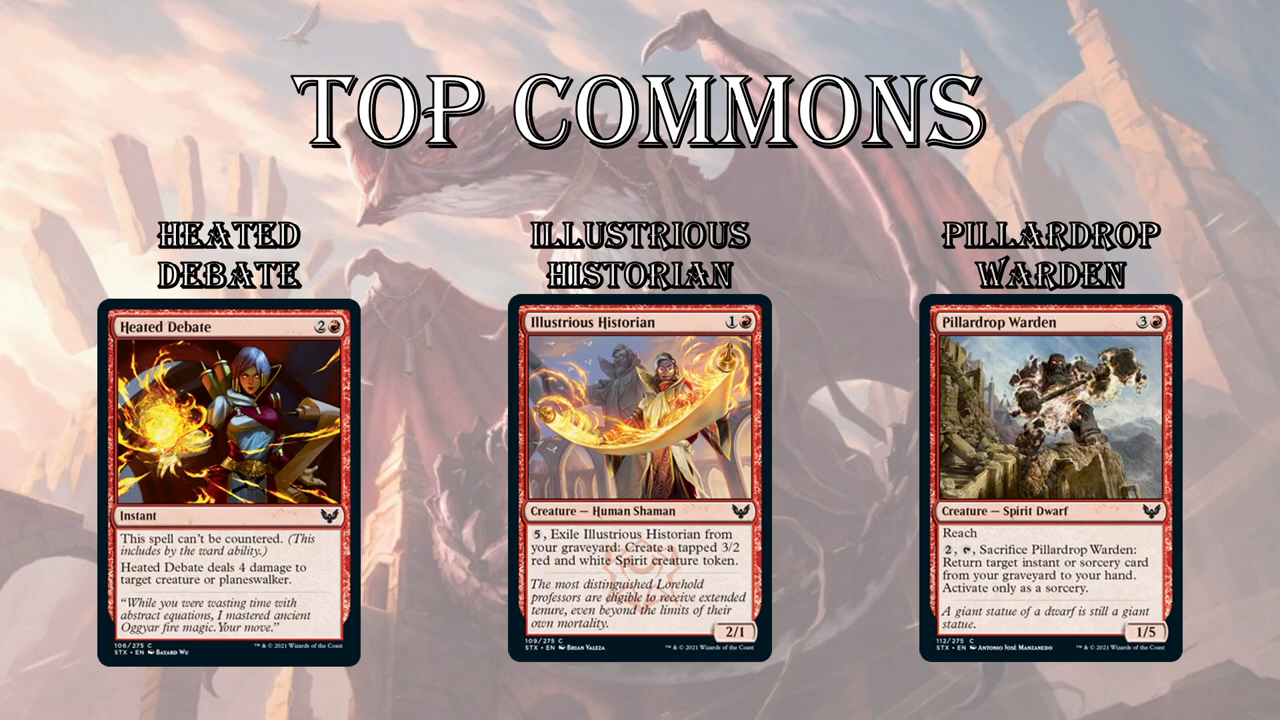 TOP COMMONS
HEATED
DEBATE
ILLUSTRIOUS
HISTORIAN
PILLARDROP
WARDEN
Heated Debate 2
Instant
This spell can't be countered. (This
includes by the ward ability.)
Heated Debate deals 4 damage to
target creature or planeswalker.
"While you were wasting time with
abstract equations, I mastered ancient
Oggyar fire magic. Your move."
106/275 C
STX • EN Bayard Wu
™ & © 2021 Wizards of the Coast
Illustrious Historian 1
Creature — Human Shaman
5, Exile Illustrious Historian from
your graveyard: Create a tapped 3/2
red and white Spirit creature token.
The most distinguished Lorehold
professors are eligible to receive extended
tenure, even beyond the limits of their
own mortality.
2/1
109/275 C
STX • EN Brian Valeza
™ & © 2021 Wizards of the Coast
Pillardrop Warden 3
Creature — Spirit Dwarf
Reach
2, , Sacrifice Pillardrop Warden:
Return target instant or sorcery card
from your graveyard to your hand.
Activate only as a sorcery.
A giant statue of a dwarf is still a giant
statue.
1/5
112/275 C
STX • EN Antonio José Manzanedo
™ & © 2021 Wizards of the Coast